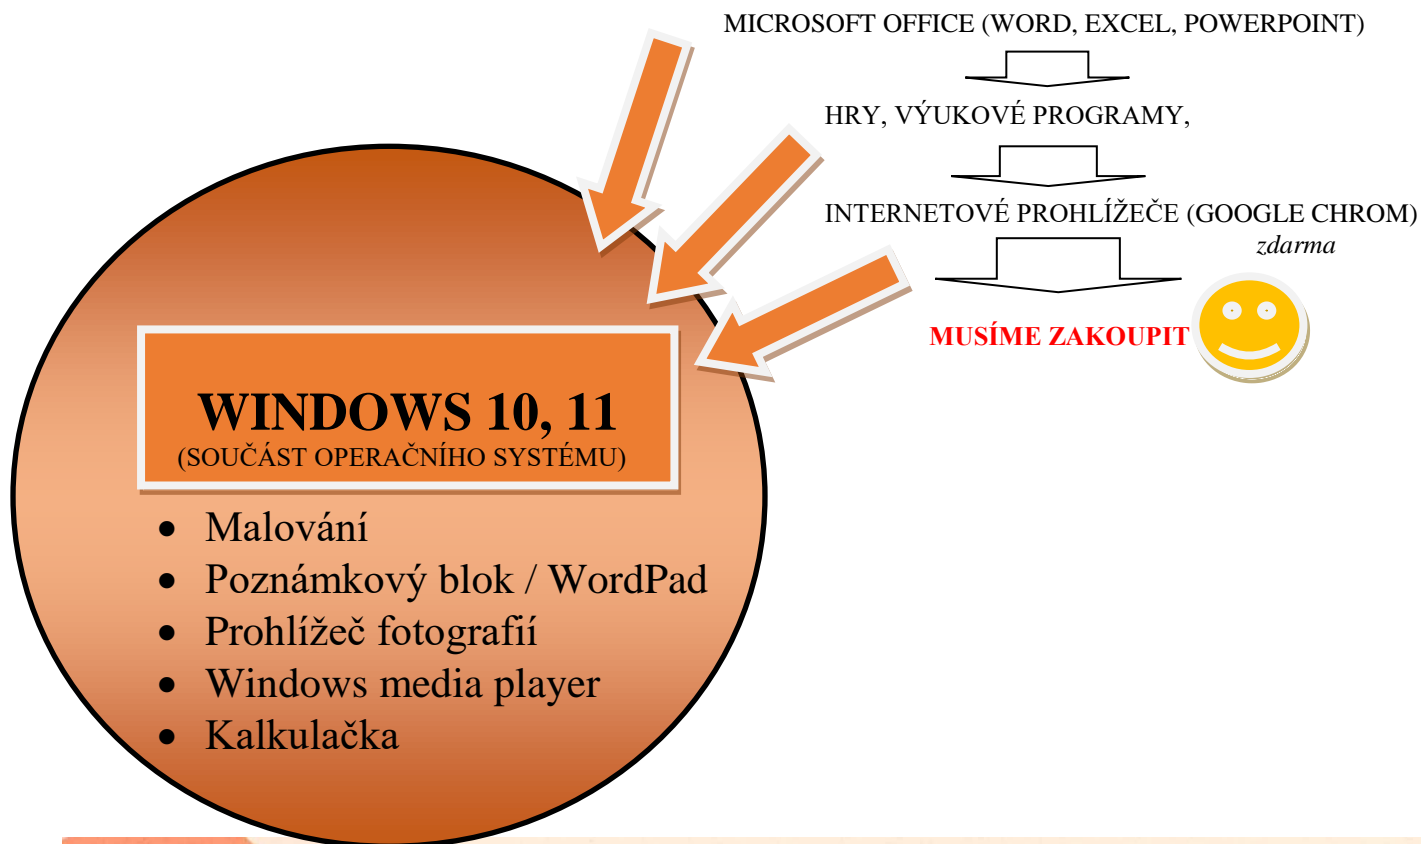 MICROSOFT OFFICE (WORD, EXCEL, POWERPOINT)
HRY, VÝUKOVÉ PROGRAMY,
INTERNETOVÉ PROHLÍŽEČE (GOOGLE CHROM)
zdarma
MUSÍME ZAKOUPIT
WINDOWS 10, 11
(SOUČÁST OPERAČNÍHO SYSTÉMU)
• Malování
• Poznámkový blok / WordPad
• Prohlížeč fotografií
• Windows media player
• Kalkulačka